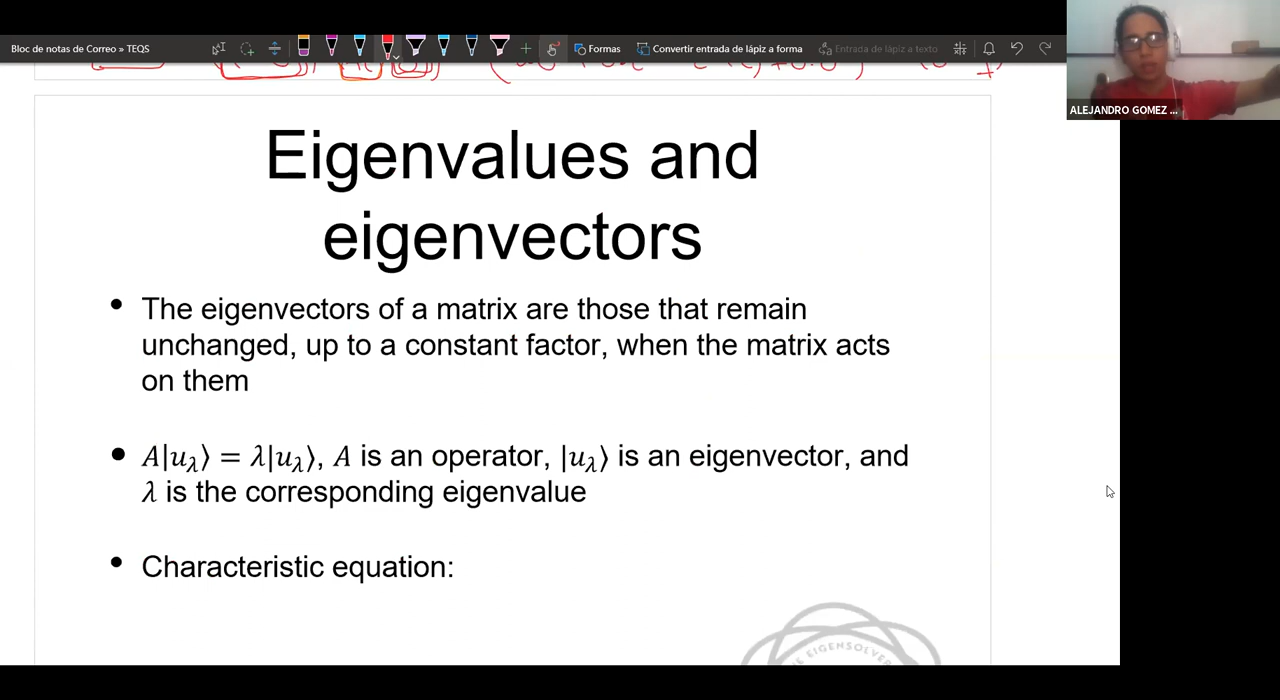 Bloc de notas de Correo » TEQS
Formas
Convertir entrada de lápiz a forma
Entrada de lápiz a texto
ALEJANDRO GOMEZ ...
Eigenvalues and
eigenvectors
• The eigenvectors of a matrix are those that remain
unchanged, up to a constant factor, when the matrix acts
on them
• A|u_λ⟩ = λ|u_λ⟩, A is an operator, |u_λ⟩ is an eigenvector, and
λ is the corresponding eigenvalue
• Characteristic equation:
EIGENSOLVER